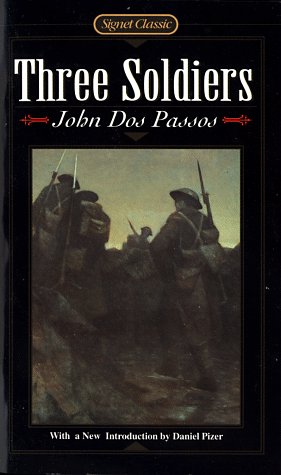 Signet Classic
Three Soldiers
John Dos Passos
With a New Introduction by Daniel Pizer